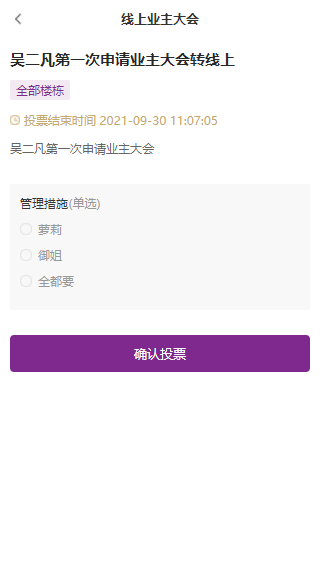 线上业主大会
吴二凡第一次申请业主大会转线上
全部楼栋
投票结束时间 2021-09-30 11:07:05
吴二凡第一次申请业主大会
管理措施(单选)
萝莉
御姐
全都要
确认投票